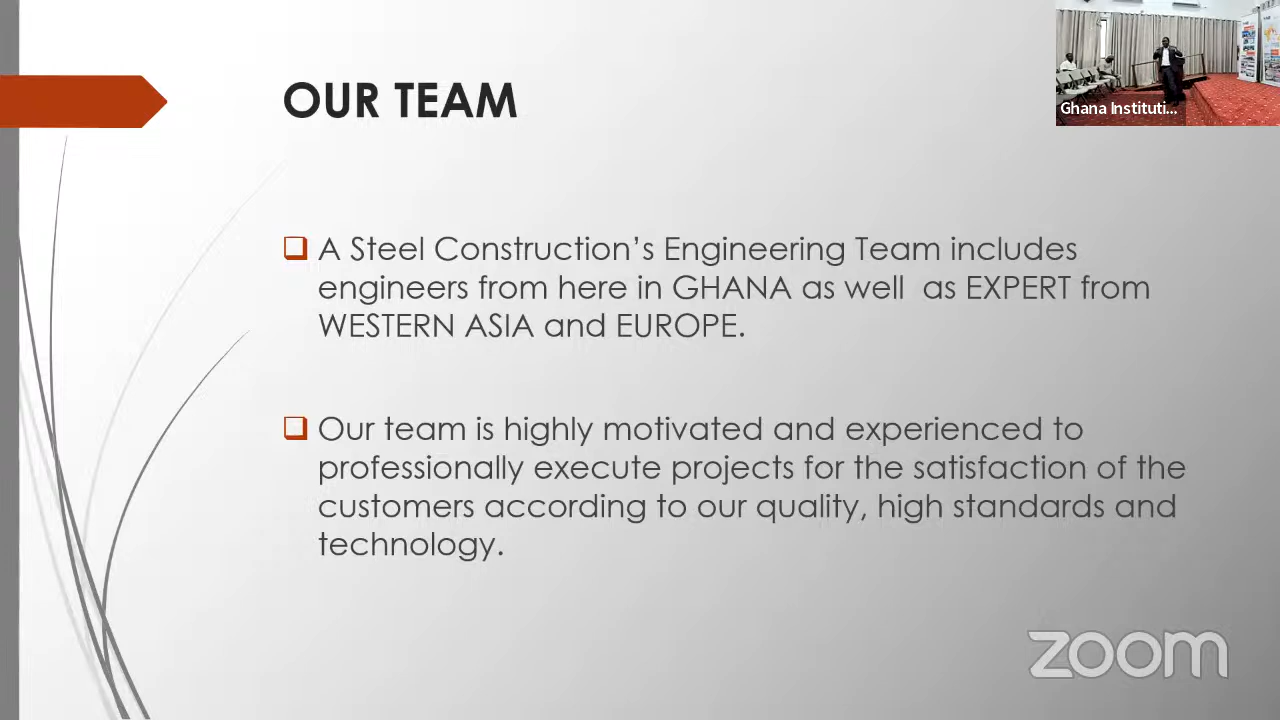 OUR TEAM
Ghana Instituti...
A Steel Construction’s Engineering Team includes
engineers from here in GHANA as well  as EXPERT from
WESTERN ASIA and EUROPE.
Our team is highly motivated and experienced to
professionally execute projects for the satisfaction of the
customers according to our quality, high standards and
technology.
zoom